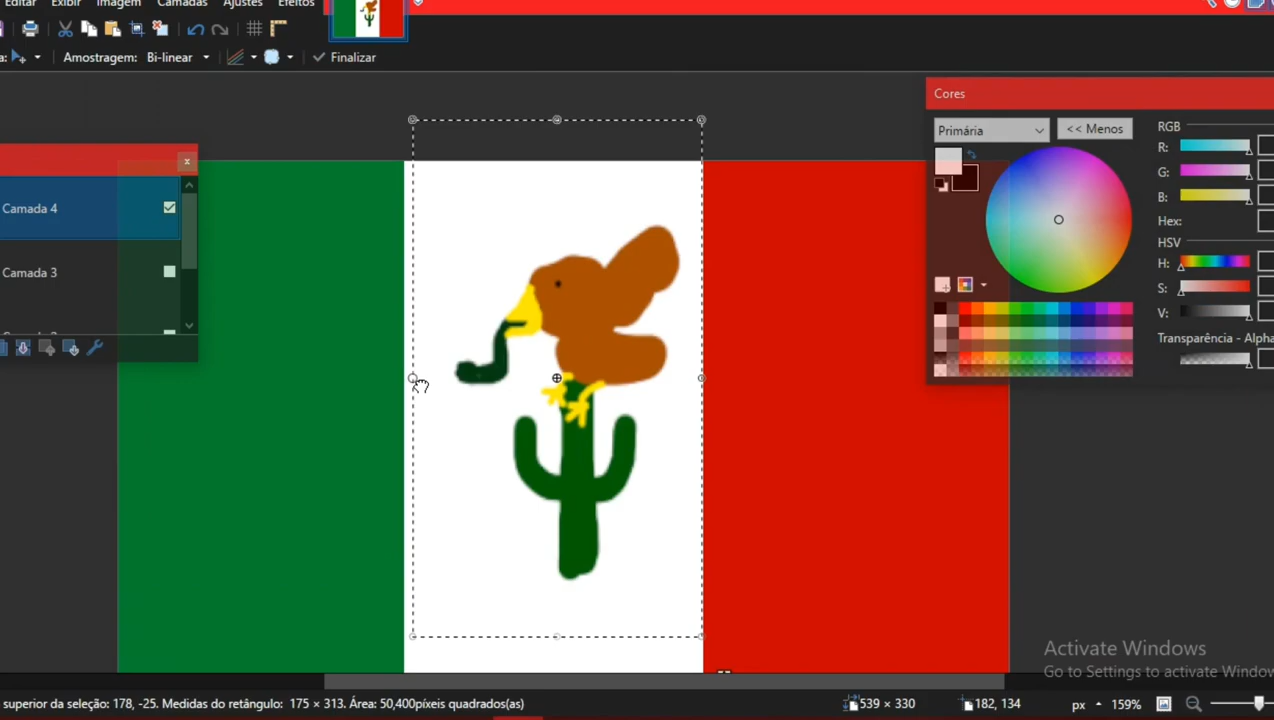 Editar Exibir Imagem Camadas Ajustes Efeitos
a: Amostragem: Bi-linear Finalizar
Cores
Primária << Menos RGB
R:
G:
B:
Hex:
HSV
H:
S:
V:
Transparência - Alpha
Camada 4
Camada 3
Activate Windows
Go to Settings to activate Window
superior da seleção: 178, -25. Medidas do retângulo: 175 × 313. Área: 50,400píxeis quadrados(as) 539 × 330 182, 134 px 159%